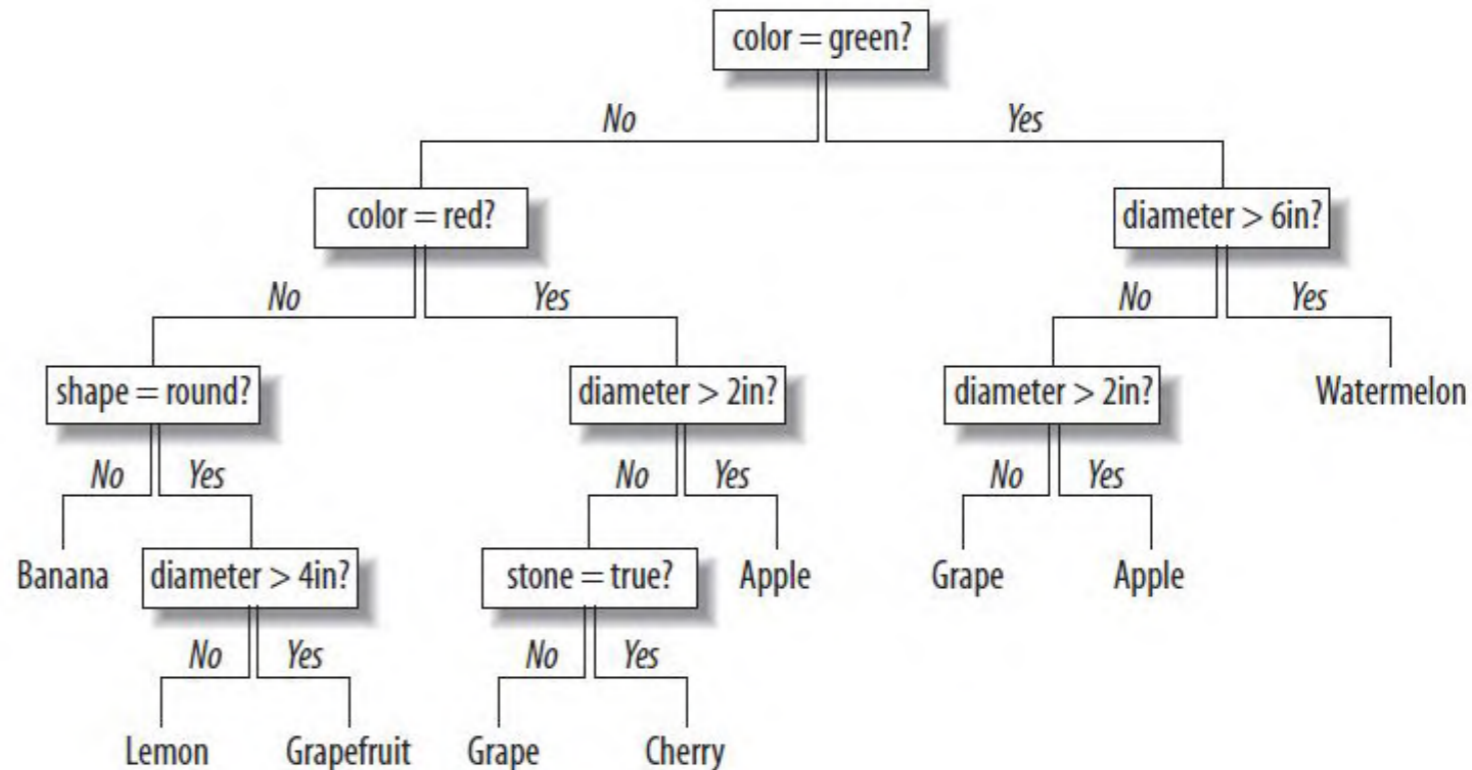 color = green?
No
Yes
color = red?
diameter > 6in?
No
Yes
No
Yes
shape = round?
diameter > 2in?
diameter > 2in?
Watermelon
No
Yes
No
Yes
No
Yes
Banana
diameter > 4in?
stone = true?
Apple
Grape
Apple
No
Yes
No
Yes
Lemon
Grapefruit
Grape
Cherry